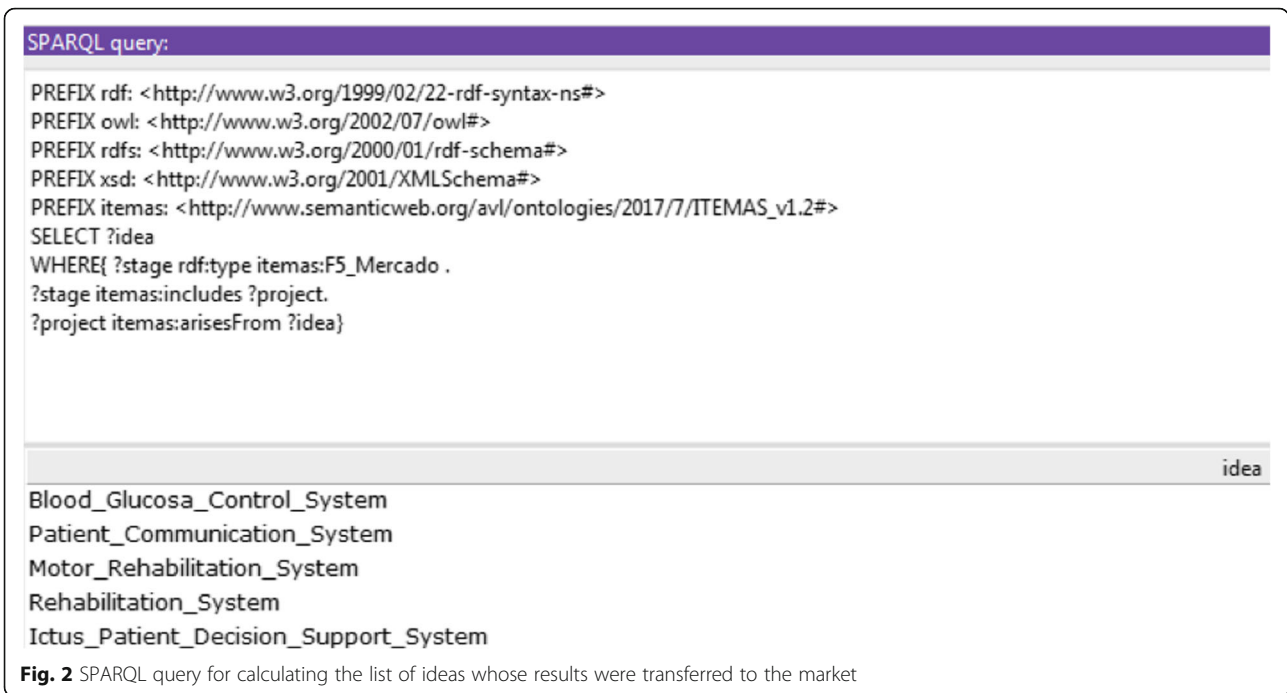 SPARQL query:
PREFIX rdf: <http://www.w3.org/1999/02/22-rdf-syntax-ns#>
PREFIX owl: <http://www.w3.org/2002/07/owl#>
PREFIX rdfs: <http://www.w3.org/2000/01/rdf-schema#>
PREFIX xsd: <http://www.w3.org/2001/XMLSchema#>
PREFIX itemas: <http://www.semanticweb.org/avl/ontologies/2017/7/ITEMAS_v1.2#>
SELECT ?idea
WHERE{ ?stage rdf:type itemas:F5_Mercado .
?stage itemas:includes ?project.
?project itemas:arisesFrom ?idea}
idea
Blood_Glucosa_Control_System
Patient_Communication_System
Motor_Rehabilitation_System
Rehabilitation_System
Ictus_Patient_Decision_Support_System
Fig. 2 SPARQL query for calculating the list of ideas whose results were transferred to the market